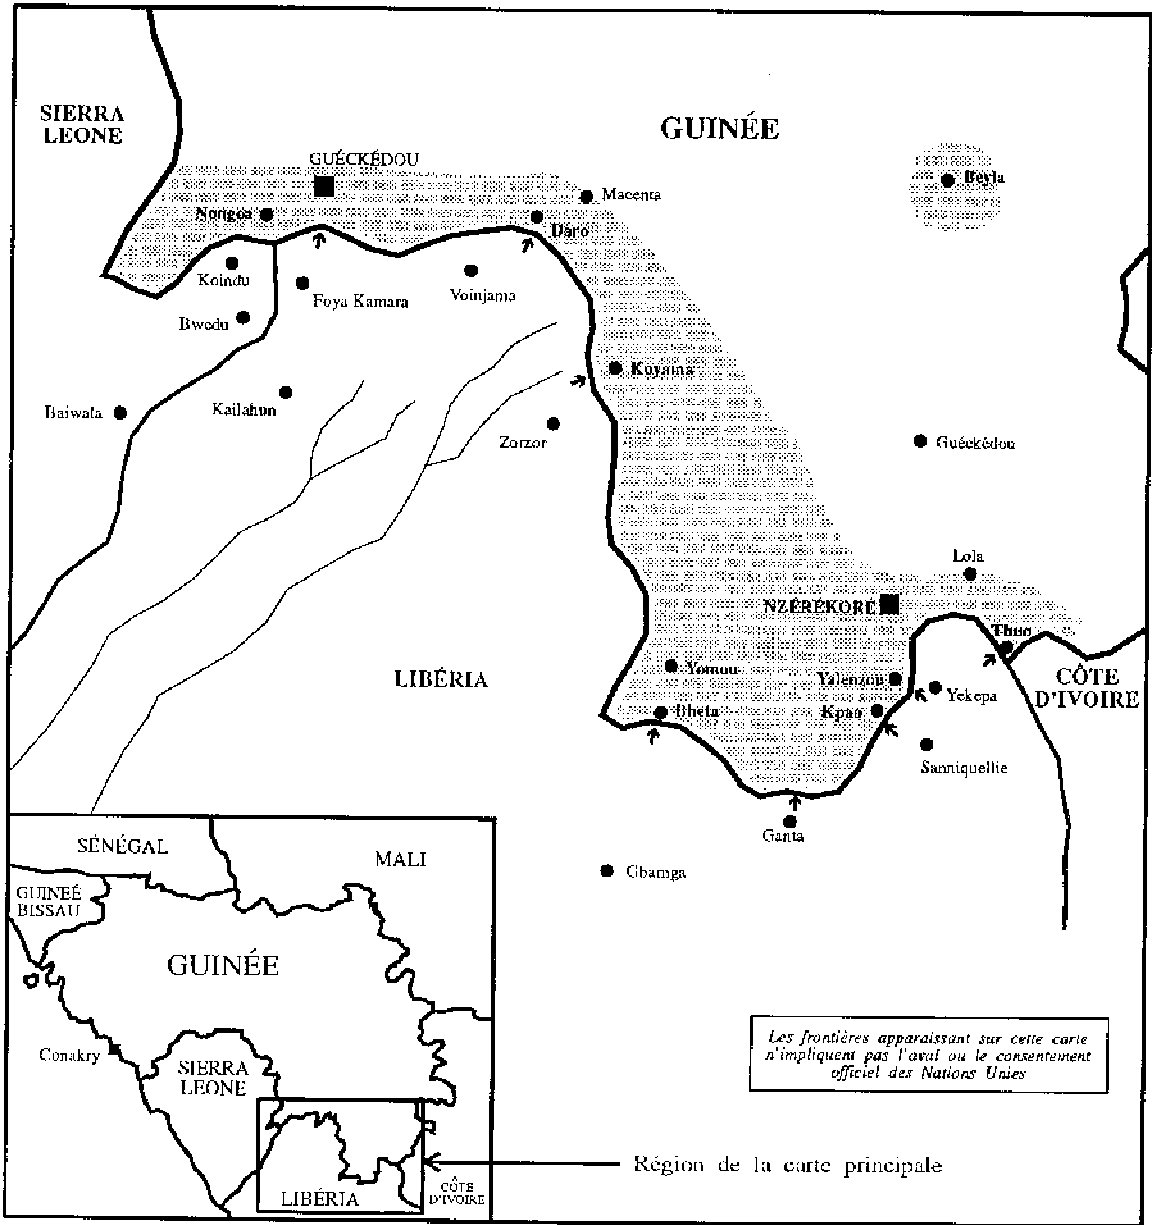 SIERRA
LEONE
GUINÉE
GUÉCKÉDOU
Beyla
Macenta
Nongoa
Daro
Koindu
Foya Kamara
Voinjama
Bwedu
Koyama
Baiwala
Kailahun
Zorzor
Guéckédou
Lola
NZÉRÉKORÉ
Thuo
LIBÉRIA
Yomou
Yalenzou
Yekepa
CÔTE
D'IVOIRE
Bheta
Kpao
Sanniquellie
Ganta
Gbamga
SÉNÉGAL
MALI
GUINEÉ
BISSAU
GUINÉE
Conakry
SIERRA
LEONE
LIBÉRIA
CÔTE
D'IVOIRE
Les frontières apparaissant sur cette carte
n'impliquent pas l'aval ou le consentement
officiel des Nations Unies
Région de la carte principale